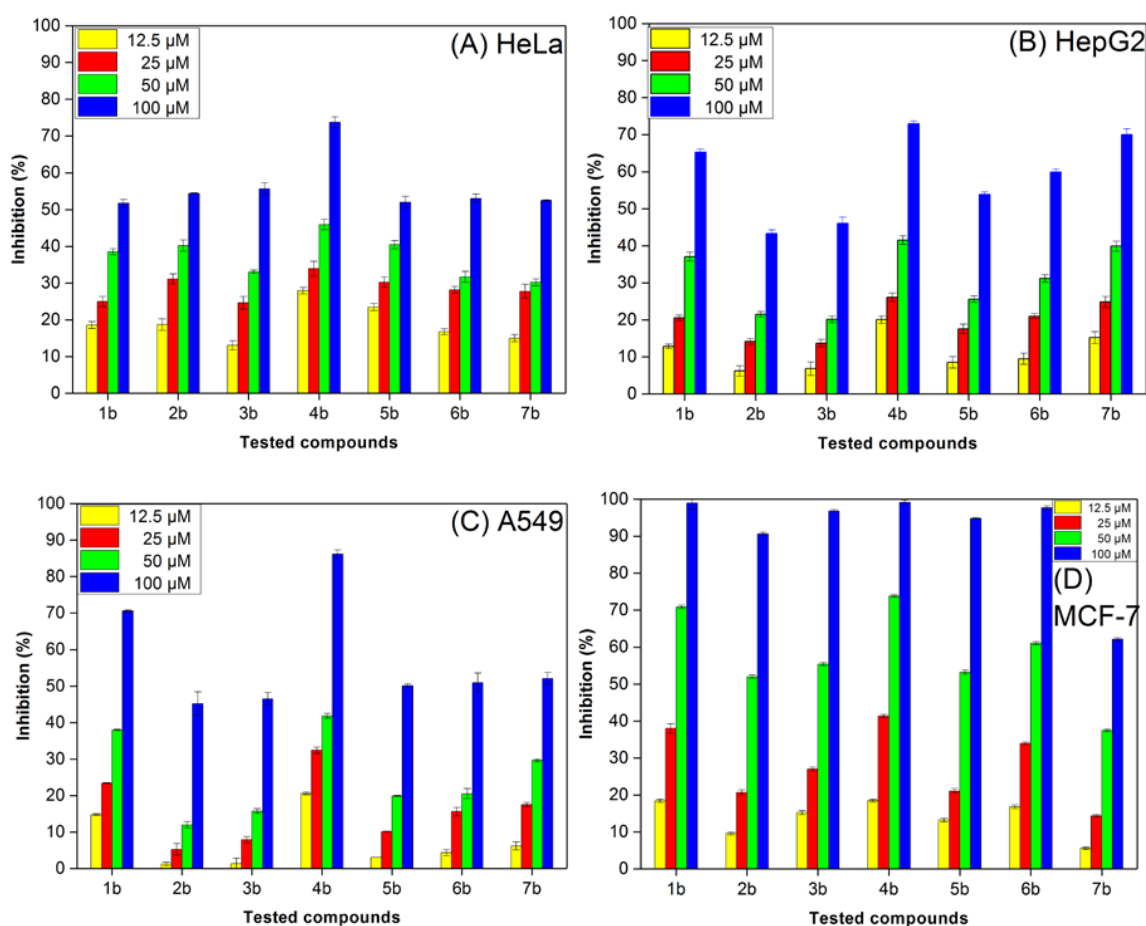 (A) HeLa
12.5 µM
25 µM
50 µM
100 µM
Inhibition (%)
100
90
80
70
60
50
40
30
20
10
0
1b 2b 3b 4b 5b 6b 7b
Tested compounds
(B) HepG2
12.5 µM
25 µM
50 µM
100 µM
Inhibition (%)
100
90
80
70
60
50
40
30
20
10
0
1b 2b 3b 4b 5b 6b 7b
Tested compounds
(C) A549
12.5 µM
25 µM
50 µM
100 µM
Inhibition (%)
100
90
80
70
60
50
40
30
20
10
0
1b 2b 3b 4b 5b 6b 7b
Tested compounds
12.5 µM
25 µM
50 µM
100 µM
(D)
MCF-7
Inhibition (%)
100
90
80
70
60
50
40
30
20
10
0
1b 2b 3b 4b 5b 6b 7b
Tested compounds